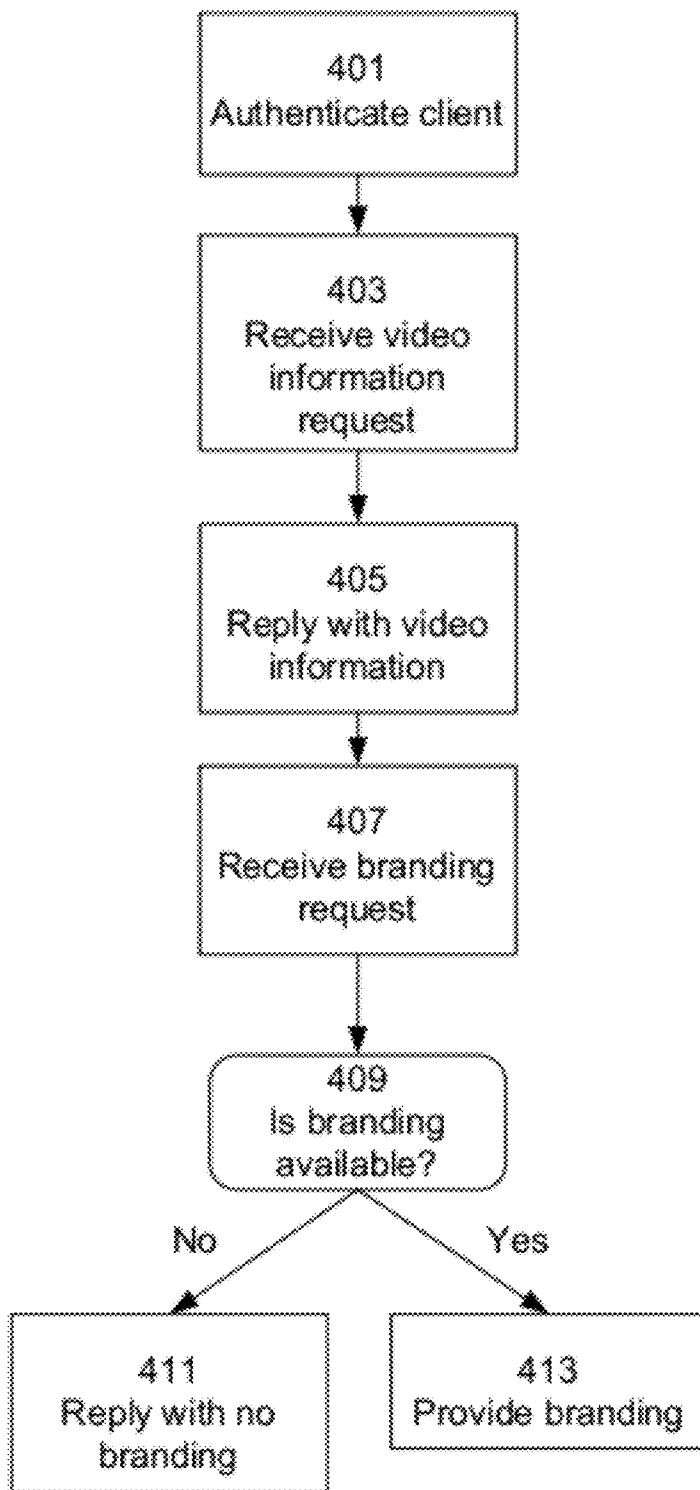 401
Authenticate client
403
Receive video
information
request
405
Reply with video
information
407
Receive branding
request
409
Is branding
available?
No
Yes
411
Reply with no
branding
413
Provide branding